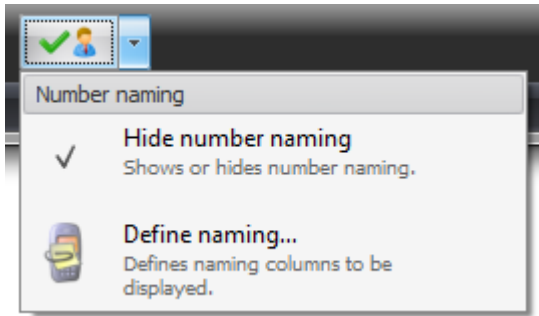 Number naming
Hide number naming
Shows or hides number naming.
Define naming...
Defines naming columns to be
displayed.